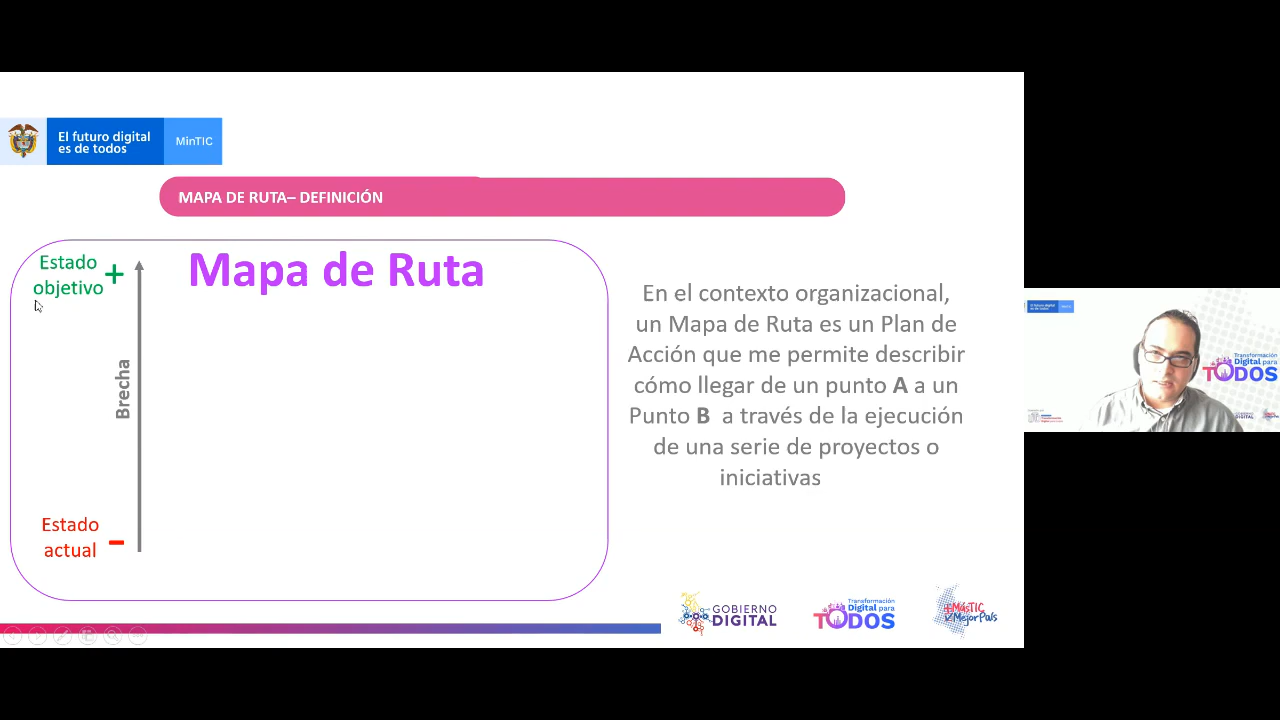 El futuro digital
es de todos
MinTIC
MAPA DE RUTA– DEFINICIÓN
Estado
objetivo
+
Mapa de Ruta
Brecha
Estado
actual
-
En el contexto organizacional,
un Mapa de Ruta es un Plan de
Acción que me permite describir
cómo llegar de un punto A a un
Punto B a través de la ejecución
de una serie de proyectos o
iniciativas
GOBIERNO
DIGITAL
Transformación
Digital para
TODOS
+MásTIC
MejorPaís
Transformación
Digital para
TODOS
DIGITAL